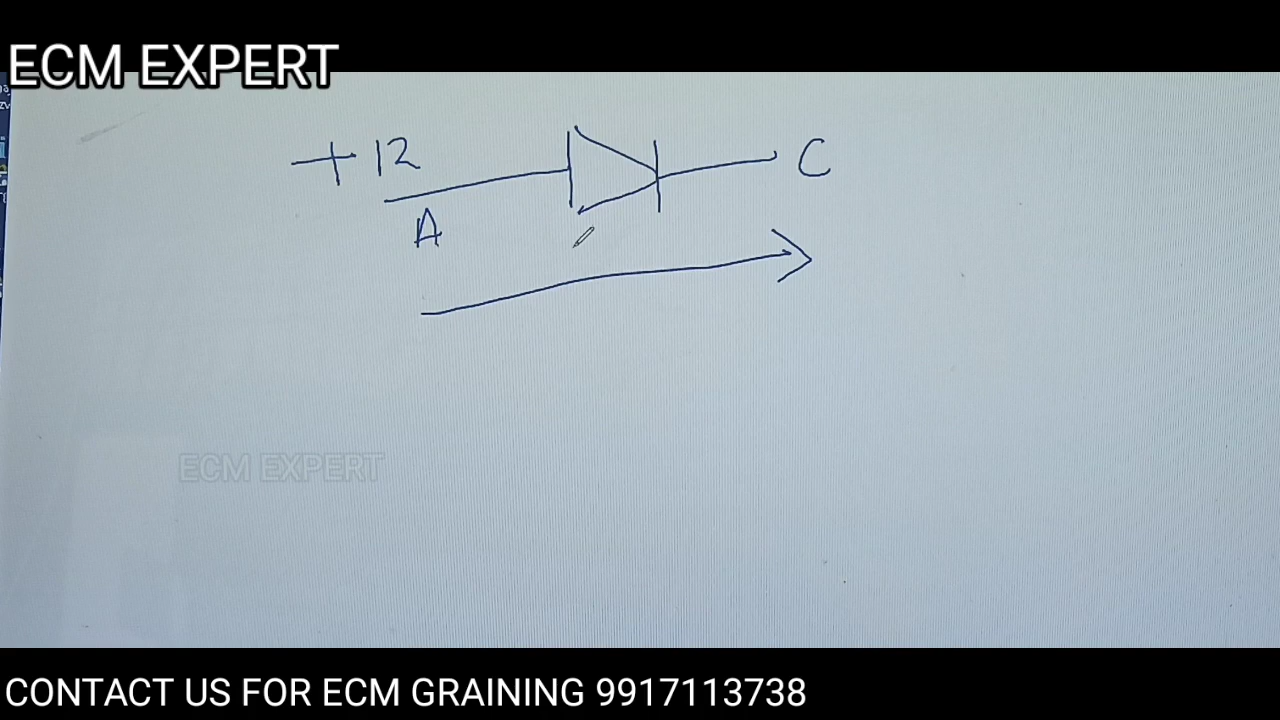 ECM EXPERT
+12
A
C
ECM EXPERT
CONTACT US FOR ECM GRAINING 9917113738